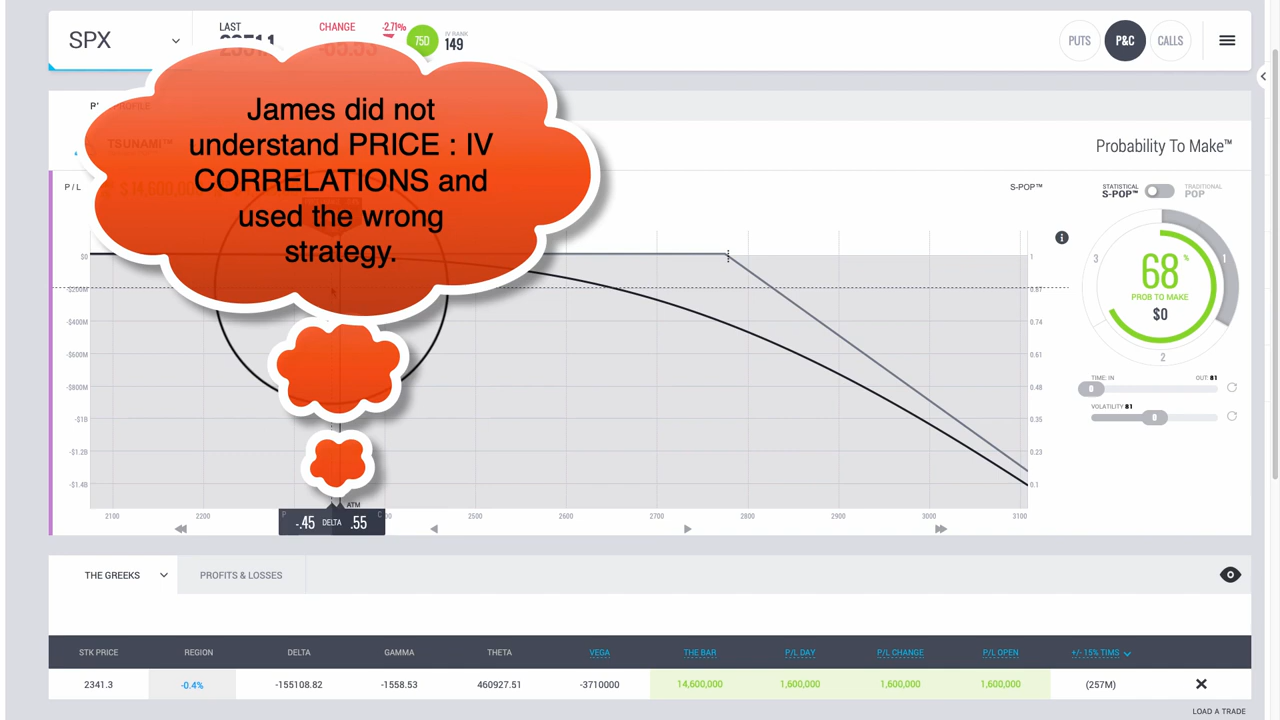 SPX
LAST
CHANGE
-2.71%
75D
IV RANK
149
PUTS
P&C
CALLS
James did not
understand PRICE : IV
CORRELATIONS and
used the wrong
strategy.
TSUNAMI™
$14,600,000
Probability To Make™
P / L
S-POP™
STATISTICAL
S-POP™
TRADITIONAL
POP
$0
-$200M
-$400M
-$600M
-$800M
-$1B
-$1.2B
-$1.4B
1
0.87
0.74
0.61
0.48
0.35
0.23
0.1
3
1
2
68 %
PROB TO MAKE
$0
TIME: IN
OUT: 81
0
VOLATILITY 81
0
ATM
P
C
-.45 DELTA .55
2100 2200 2500 2600 2700 2800 2900 3000 3100
THE GREEKS
PROFITS & LOSSES
STK PRICE REGION DELTA GAMMA THETA VEGA THE BAR P/L DAY P/L CHANGE P/L OPEN +/- 15% TIMS
2341.3 -0.4% -155108.82 -1558.53 460927.51 -3710000 14,600,000 1,600,000 1,600,000 1,600,000 (257M)
LOAD A TRADE